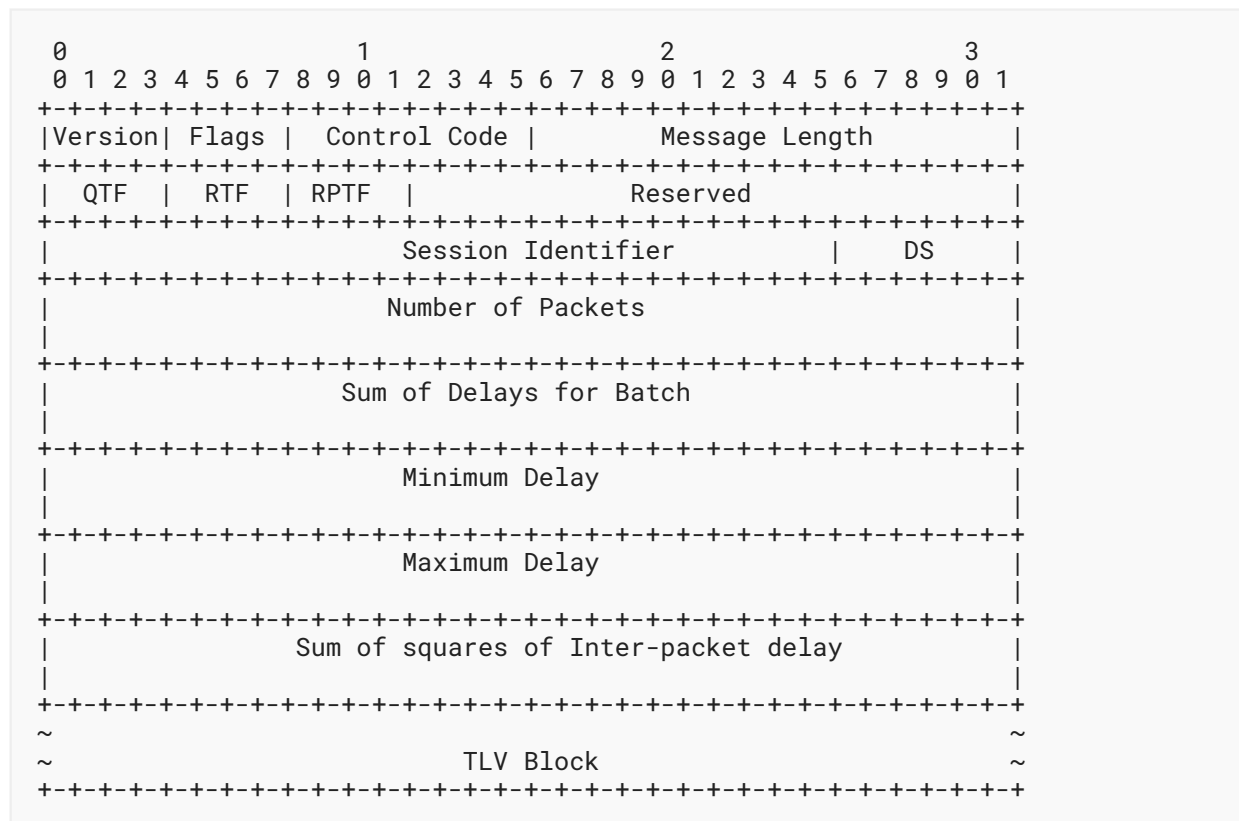 0                   1                   2                   3
 0 1 2 3 4 5 6 7 8 9 0 1 2 3 4 5 6 7 8 9 0 1 2 3 4 5 6 7 8 9 0 1
+-+-+-+-+-+-+-+-+-+-+-+-+-+-+-+-+-+-+-+-+-+-+-+-+-+-+-+-+-+-+-+-+
|Version| Flags |  Control Code |        Message Length         |
+-+-+-+-+-+-+-+-+-+-+-+-+-+-+-+-+-+-+-+-+-+-+-+-+-+-+-+-+-+-+-+-+
|  QTF  |  RTF  | RPTF  |              Reserved                 |
+-+-+-+-+-+-+-+-+-+-+-+-+-+-+-+-+-+-+-+-+-+-+-+-+-+-+-+-+-+-+-+-+
|                       Session Identifier          |    DS     |
+-+-+-+-+-+-+-+-+-+-+-+-+-+-+-+-+-+-+-+-+-+-+-+-+-+-+-+-+-+-+-+-+
|                      Number of Packets                        |
|                                                               |
+-+-+-+-+-+-+-+-+-+-+-+-+-+-+-+-+-+-+-+-+-+-+-+-+-+-+-+-+-+-+-+-+
|                   Sum of Delays for Batch                     |
|                                                               |
+-+-+-+-+-+-+-+-+-+-+-+-+-+-+-+-+-+-+-+-+-+-+-+-+-+-+-+-+-+-+-+-+
|                       Minimum Delay                           |
|                                                               |
+-+-+-+-+-+-+-+-+-+-+-+-+-+-+-+-+-+-+-+-+-+-+-+-+-+-+-+-+-+-+-+-+
|                       Maximum Delay                           |
|                                                               |
+-+-+-+-+-+-+-+-+-+-+-+-+-+-+-+-+-+-+-+-+-+-+-+-+-+-+-+-+-+-+-+-+
|                Sum of squares of Inter-packet delay           |
|                                                               |
+-+-+-+-+-+-+-+-+-+-+-+-+-+-+-+-+-+-+-+-+-+-+-+-+-+-+-+-+-+-+-+-+
~                                                               ~
~                           TLV Block                           ~
+-+-+-+-+-+-+-+-+-+-+-+-+-+-+-+-+-+-+-+-+-+-+-+-+-+-+-+-+-+-+-+-+